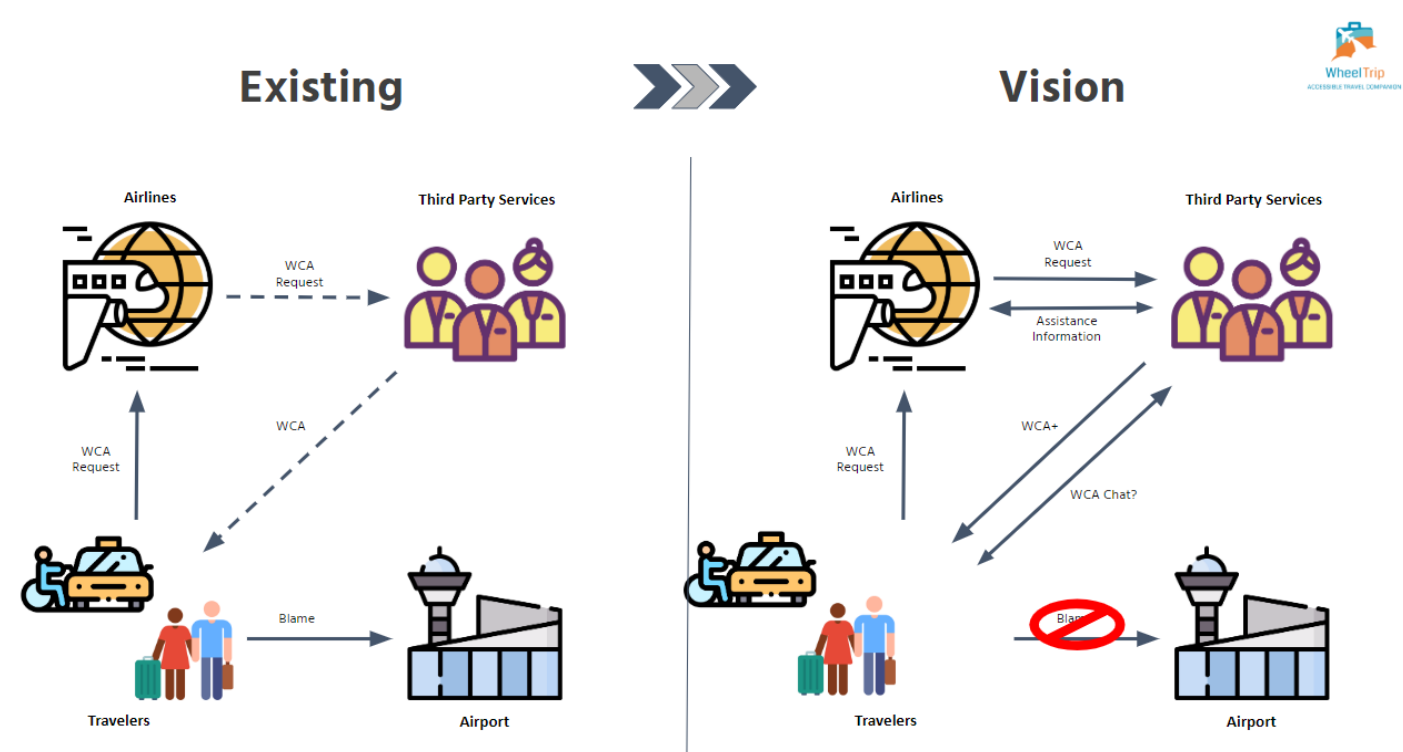 Existing
Vision
WheelTrip
ACCESSIBLE TRAVEL COMPANION
Airlines
Third Party Services
WCA
Request
WCA
WCA
Request
Blame
Travelers
Airport
Airlines
Third Party Services
WCA
Request
Assistance
Information
WCA+
WCA
Request
WCA Chat?
Blame
Travelers
Airport